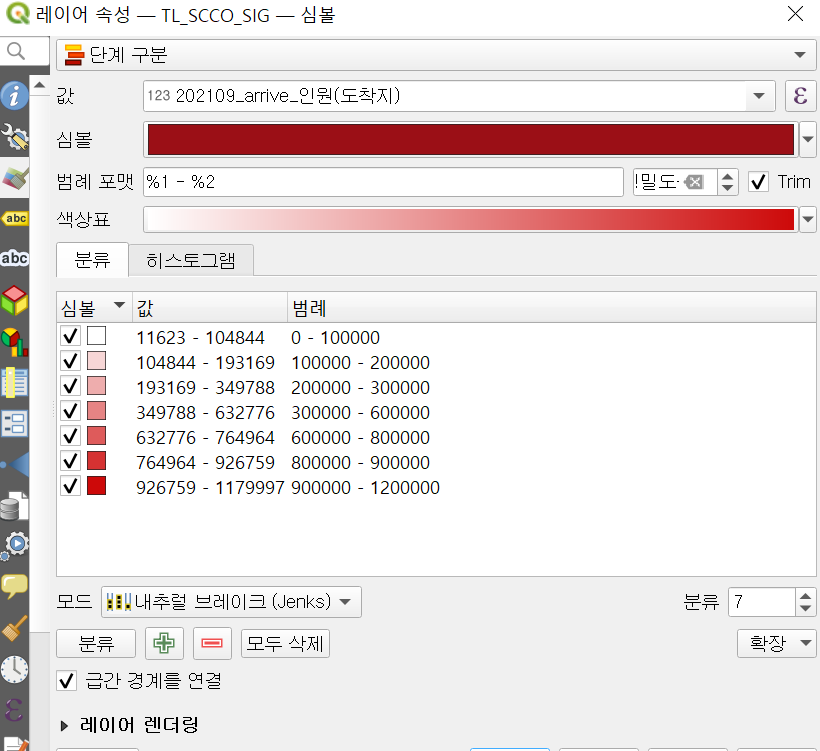 레이어 속성 — TL_SCCO_SIG — 심볼
단계 구분
값 123 202109_arrive_인원(도착지) ε
심볼
범례 포맷 %1 - %2 !밀도· Trim
색상표
분류 히스토그램
심볼 값 범례
11623 - 104844 0 - 100000
104844 - 193169 100000 - 200000
193169 - 349788 200000 - 300000
349788 - 632776 300000 - 600000
632776 - 764964 600000 - 800000
764964 - 926759 800000 - 900000
926759 - 1179997 900000 - 1200000
모드 내추럴 브레이크 (Jenks) 분류 7
분류 모두 삭제 확장
급간 경계를 연결
레이어 렌더링
abc
abc